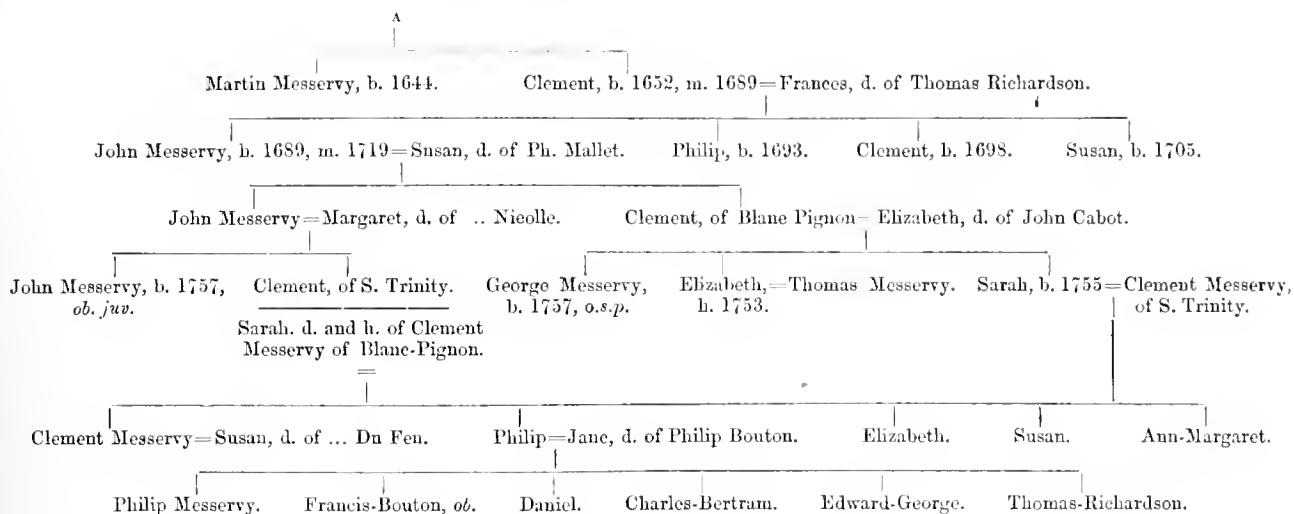 A
Martin Messervy, b. 1644. Clement, b. 1652, m. 1689=Frances, d. of Thomas Richardson.
John Messervy, b. 1689, m. 1719=Susan, d. of Ph. Mallet. Philip, b. 1693. Clement, b. 1698. Susan, b. 1705.
John Messervy=Margaret, d. of .. Nicolle. Clement, of Blanc Pignon=Elizabeth, d. of John Cabot.
John Messervy, b. 1757, Clement, of S. Trinity. George Messervy, Elizabeth,=Thomas Messervy. Sarah, b. 1755=Clement Messervy,
ob. juv. b. 1757, o.s.p. b. 1753. of S. Trinity.
Sarah. d. and h. of Clement
Messervy of Blanc-Pignon.
=
Clement Messervy=Susan, d. of ... Du Feu. Philip=Jane, d. of Philip Bouton. Elizabeth. Susan. Ann-Margaret.
Philip Messervy. Francis-Bouton, ob. Daniel. Charles-Bertram. Edward-George. Thomas-Richardson.